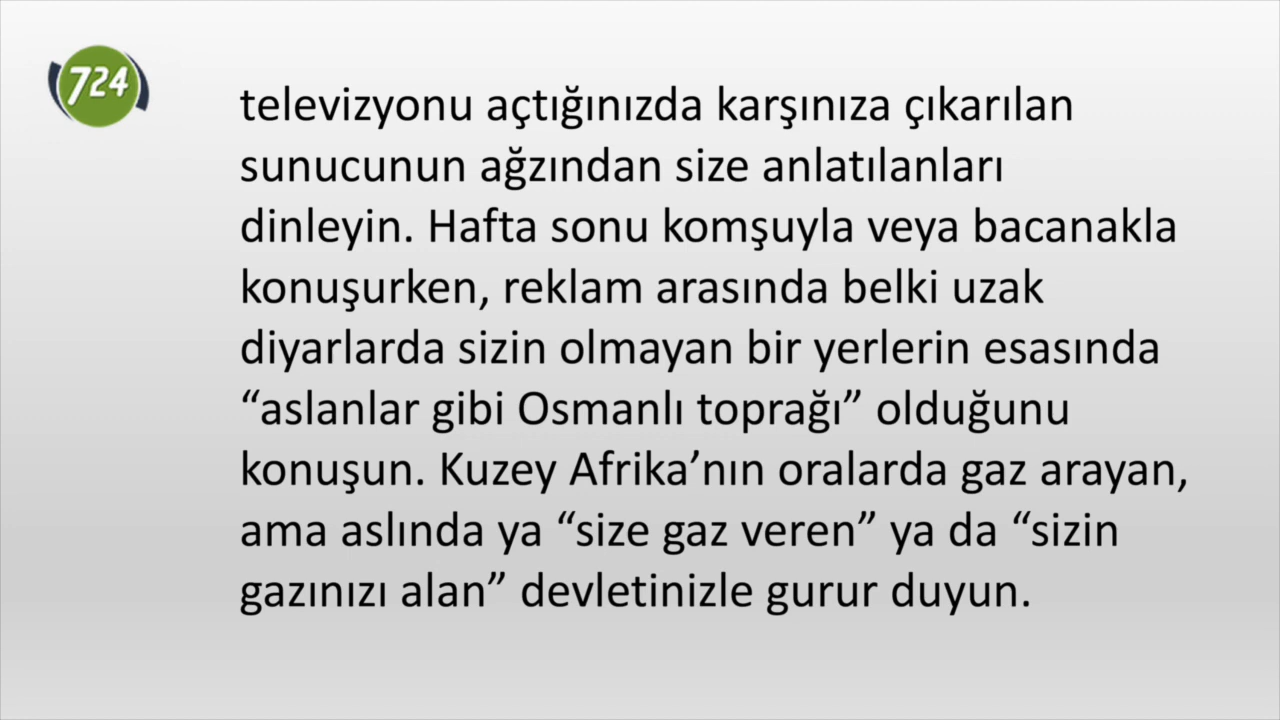 724
televizyonu açtığınızda karşınıza çıkarılan
sunucunun ağzından size anlatılanları
dinleyin. Hafta sonu komşuyla veya bacanakla
konuşurken, reklam arasında belki uzak
diyarlarda sizin olmayan bir yerlerin esasında
“aslanlar gibi Osmanlı toprağı” olduğunu
konuşun. Kuzey Afrika’nın oralarda gaz arayan,
ama aslında ya “size gaz veren” ya da “sizin
gazınızı alan” devletinizle gurur duyun.